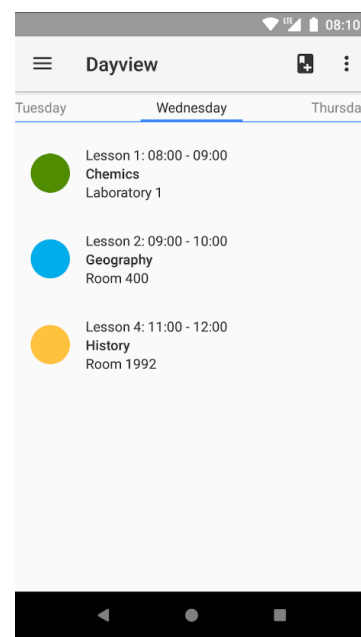 LTE 08:10
Dayview
Tuesday Wednesday Thursda
Lesson 1: 08:00 - 09:00
Chemics
Laboratory 1
Lesson 2: 09:00 - 10:00
Geography
Room 400
Lesson 4: 11:00 - 12:00
History
Room 1992